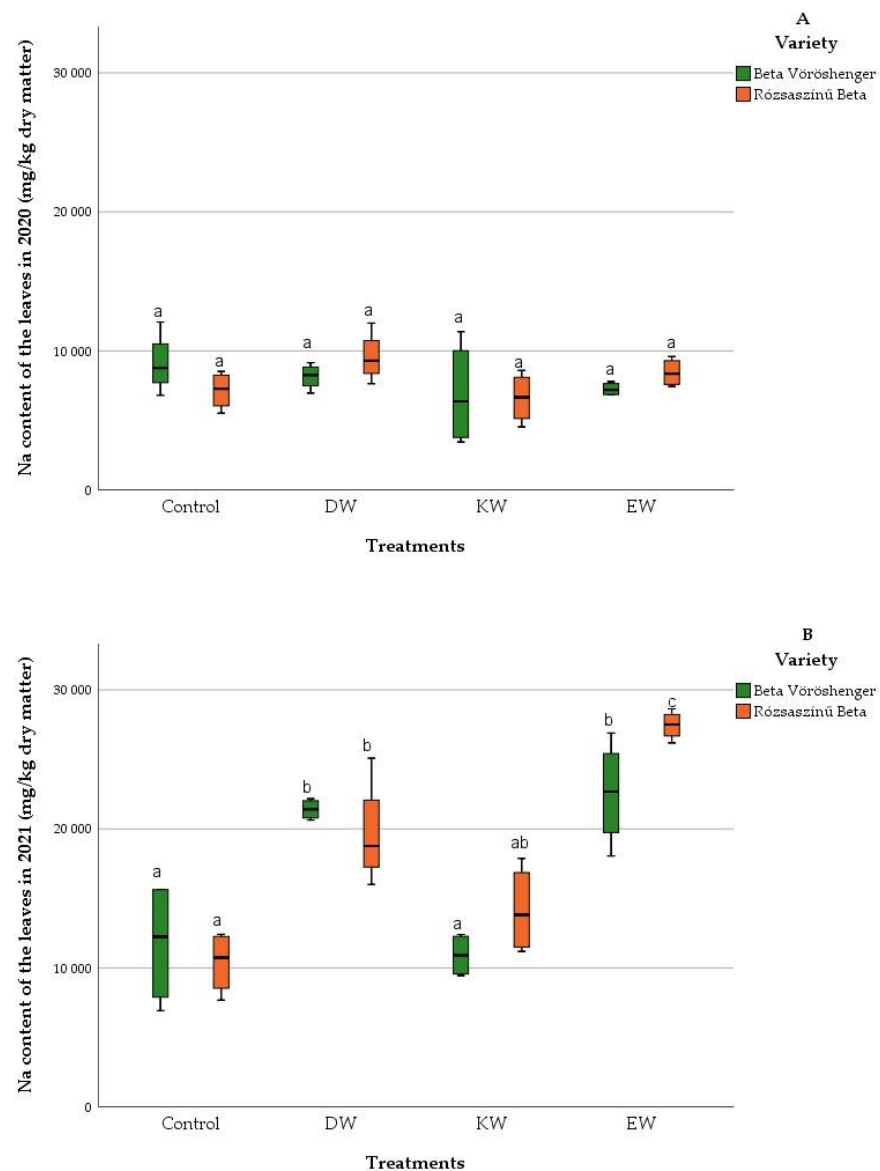 A
Variety
Beta Vöröshenger
Rózsaszínű Beta
Na content of the leaves in 2020 (mg/kg dry matter)
30 000
20 000
10 000
0
a
a
a
a
a
a
a
a
Control
DW
KW
EW
Treatments
B
Variety
Beta Vöröshenger
Rózsaszínű Beta
Na content of the leaves in 2021 (mg/kg dry matter)
30 000
20 000
10 000
0
a
a
b
b
a
ab
b
c
Control
DW
KW
EW
Treatments